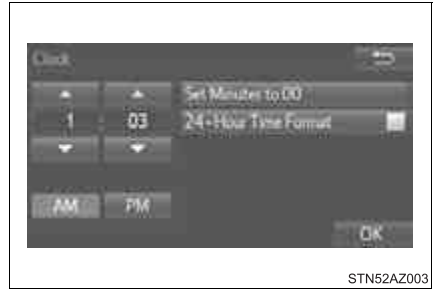 Clock
Set Minutes to 00
1 : 03
24-Hour Time Format
AM PM
OK
STN52AZ003